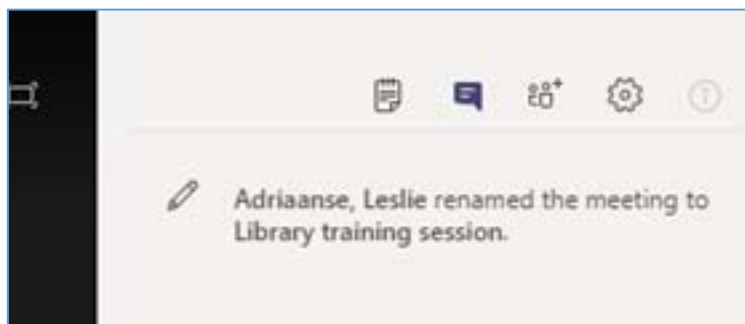 Adriaanse, Leslie renamed the meeting to
Library training session.